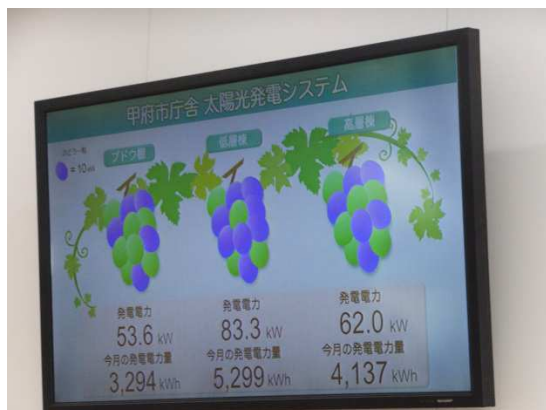 甲府市庁舎 太陽光発電システム
ブドウ棚
低層棟
高層棟
= 10 kW
発電電力
53.6 kW
今月の発電電力量
3,294 kWh
発電電力
83.3 kW
今月の発電電力量
5,299 kWh
発電電力
62.0 kW
今月の発電電力量
4,137 kWh